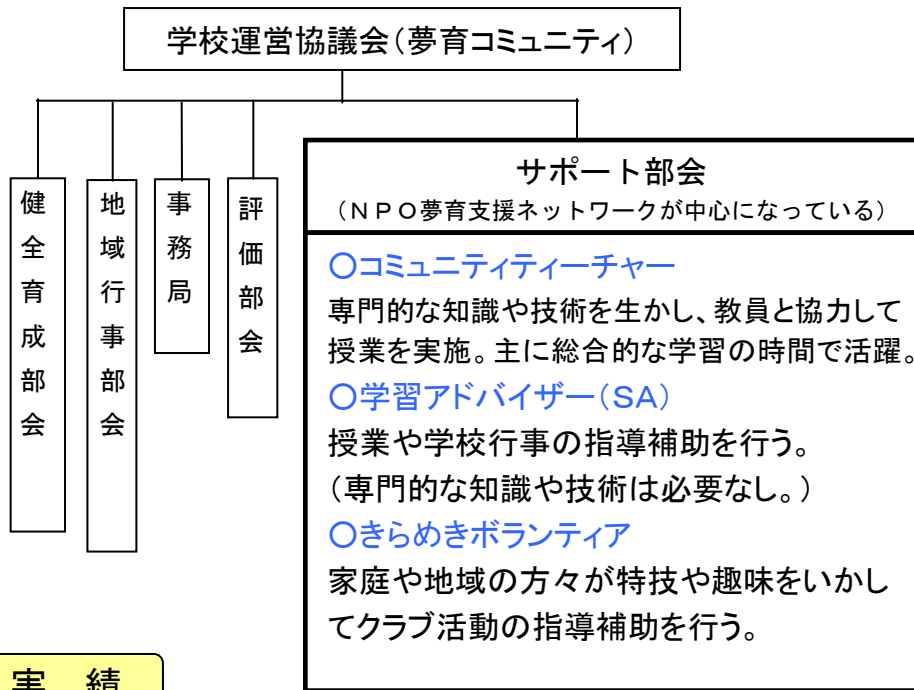 学校運営協議会(夢育コミュニティ)
健全育成部会
地域行事部会
事務局
評価部会
サポート部会
(NPO夢育支援ネットワークが中心になっている)
〇コミュニティティーチャー
専門的な知識や技術を生かし、教員と協力して
授業を実施。主に総合的な学習の時間で活躍。
〇学習アドバイザー(SA)
授業や学校行事の指導補助を行う。
(専門的な知識や技術は必要なし。)
〇きらめきボランティア
家庭や地域の方々が特技や趣味をいかし
てクラブ活動の指導補助を行う。
実 績